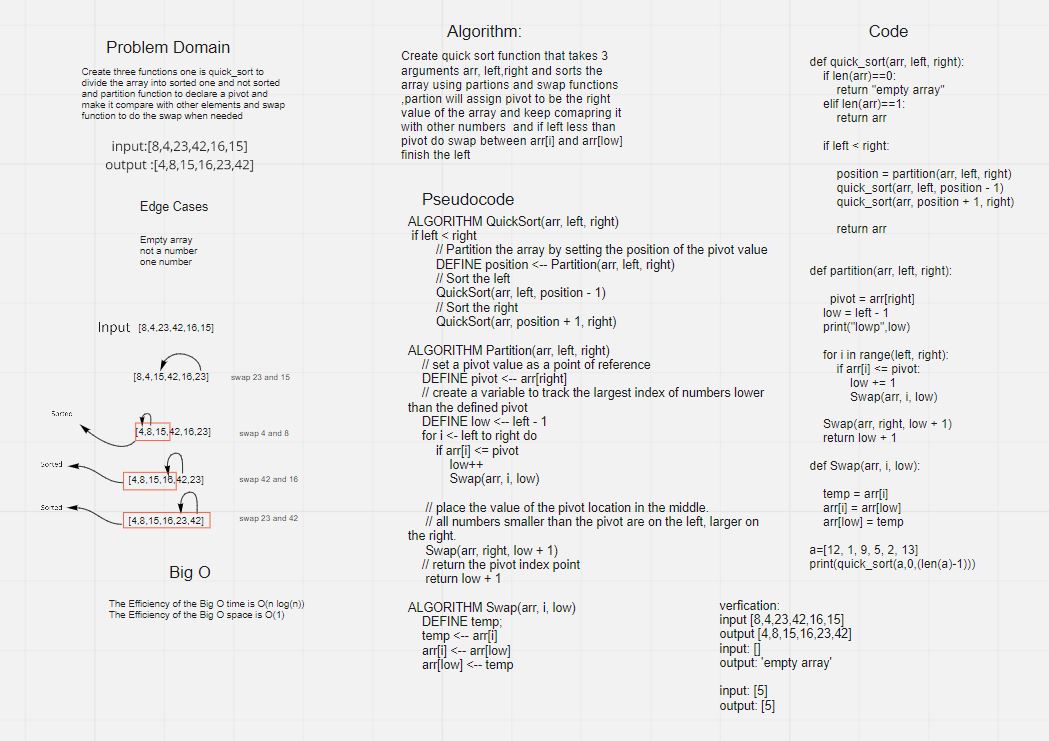 Problem Domain
Create three functions one is quick_sort to
divide the array into sorted one and not sorted
and partition function to declare a pivot and
make it compare with other elements and swap
function to do the swap when needed
input:[8,4,23,42,16,15]
output :[4,8,15,16,23,42]
Edge Cases
Empty array
not a number
one number
Input [8,4,23,42,16,15]
[8,4,15,42,16,23] swap 23 and 15
Sorted
[4,8,15,42,16,23] swap 4 and 8
Sorted
[4,8,15,16,42,23] swap 42 and 16
Sorted
[4,8,15,16,23,42] swap 23 and 42
Big O
The Efficiency of the Big O time is O(n log(n))
The Efficiency of the Big O space is O(1)
Algorithm:
Create quick sort function that takes 3
arguments arr, left,right and sorts the
array using partions and swap functions
,partion will assign pivot to be the right
value of the array and keep comapring it
with other numbers and if left less than
pivot do swap between arr[i] and arr[low]
finish the left
Pseudocode
ALGORITHM QuickSort(arr, left, right)
if left < right
// Partition the array by setting the position of the pivot value
DEFINE position <-- Partition(arr, left, right)
// Sort the left
QuickSort(arr, left, position - 1)
// Sort the right
QuickSort(arr, position + 1, right)
ALGORITHM Partition(arr, left, right)
// set a pivot value as a point of reference
DEFINE pivot <-- arr[right]
// create a variable to track the largest index of numbers lower
than the defined pivot
DEFINE low <-- left - 1
for i <- left to right do
if arr[i] <= pivot
low++
Swap(arr, i, low)
// place the value of the pivot location in the middle.
// all numbers smaller than the pivot are on the left, larger on
the right.
Swap(arr, right, low + 1)
// return the pivot index point
return low + 1
ALGORITHM Swap(arr, i, low)
DEFINE temp;
temp <-- arr[i]
arr[i] <-- arr[low]
arr[low] <-- temp
Code
def quick_sort(arr, left, right):
if len(arr)==0:
return "empty array"
elif len(arr)==1:
return arr
if left < right:
position = partition(arr, left, right)
quick_sort(arr, left, position - 1)
quick_sort(arr, position + 1, right)
return arr
def partition(arr, left, right):
pivot = arr[right]
low = left - 1
print("lowp",low)
for i in range(left, right):
if arr[i] <= pivot:
low += 1
Swap(arr, i, low)
Swap(arr, right, low + 1)
return low + 1
def Swap(arr, i, low):
temp = arr[i]
arr[i] = arr[low]
arr[low] = temp
a=[12, 1, 9, 5, 2, 13]
print(quick_sort(a,0,(len(a)-1)))
verfication:
input [8,4,23,42,16,15]
output [4,8,15,16,23,42]
input: []
output: 'empty array'
input: [5]
output: [5]